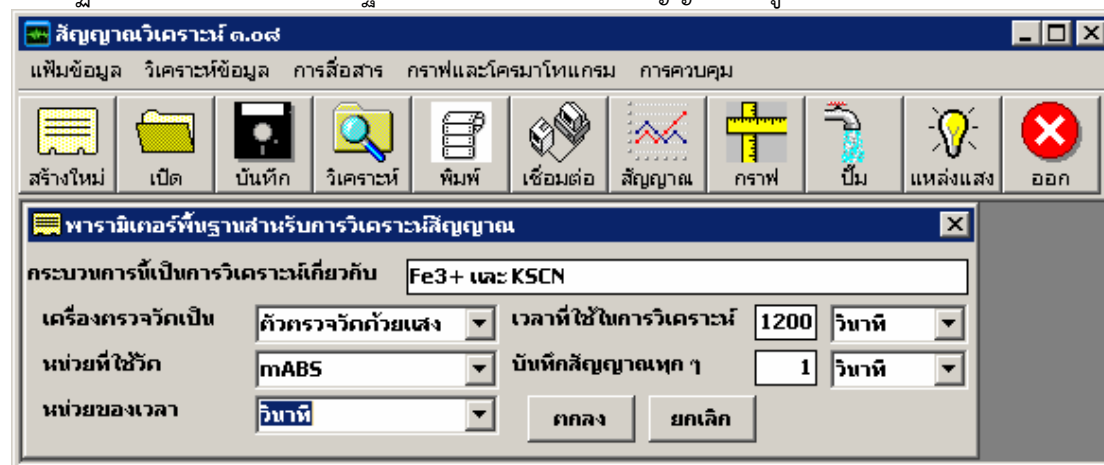 สัญญาณวิเคราะห์ ๓.๐๘
แฟ้มข้อมูล วิเคราะห์ข้อมูล การสื่อสาร กราฟและโครมาโทแกรม การควบคุม
สร้างใหม่ เปิด บันทึก วิเคราะห์ พิมพ์ เชื่อมต่อ สัญญาณ กราฟ ปั๊ม แหล่งแสง ออก
พารามิเตอร์พื้นฐานสำหรับการวิเคราะห์สัญญาณ
กระบวนการนี้เป็นการวิเคราะห์เกี่ยวกับ Fe3+ และ KSCN
เครื่องตรวจวัดเป็น ตัวตรวจวัดด้วยแสง เวลาที่ใช้ในการวิเคราะห์ 1200 วินาที
หน่วยที่ใช้วัด mABS บันทึกสัญญาณทุก ๆ 1 วินาที
หน่วยของเวลา วินาที ตกลง ยกเลิก